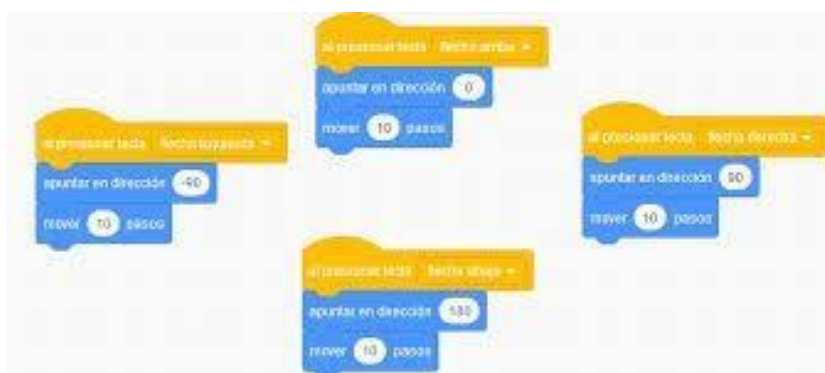 al presionar tecla flecha arriba
apuntar en dirección 0
mover 10 pasos
al presionar tecla flecha izquierda
apuntar en dirección -90
mover 10 pasos
al presionar tecla flecha derecha
apuntar en dirección 90
mover 10 pasos
al presionar tecla flecha abajo
apuntar en dirección 180
mover 10 pasos